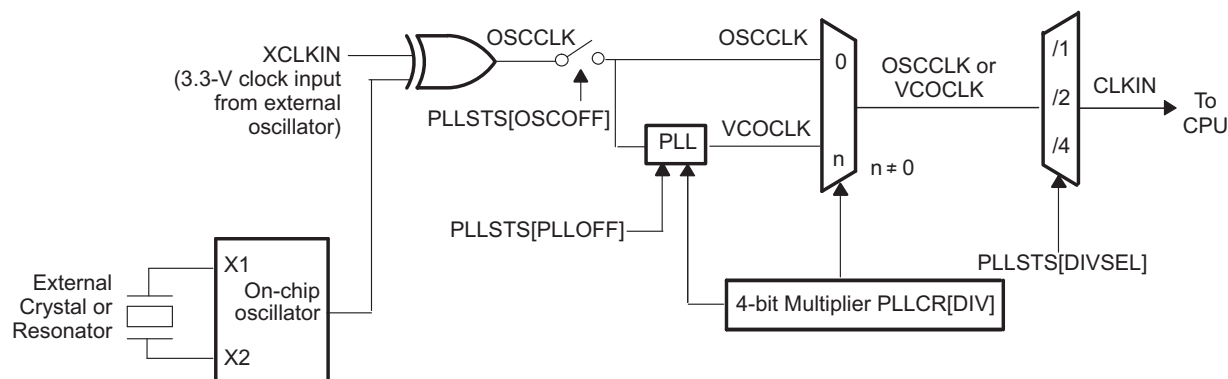 XCLKIN
(3.3-V clock input
from external
oscillator)
OSCCLK
PLLSTS[OSCOFF]
OSCCLK
0
n
n ≠ 0
PLL
VCOCLK
OSCCLK or
VCOCLK
/1
/2
/4
CLKIN
To
CPU
PLLSTS[PLLOFF]
PLLSTS[DIVSEL]
4-bit Multiplier PLLCR[DIV]
External
Crystal or
Resonator
X1
On-chip
oscillator
X2